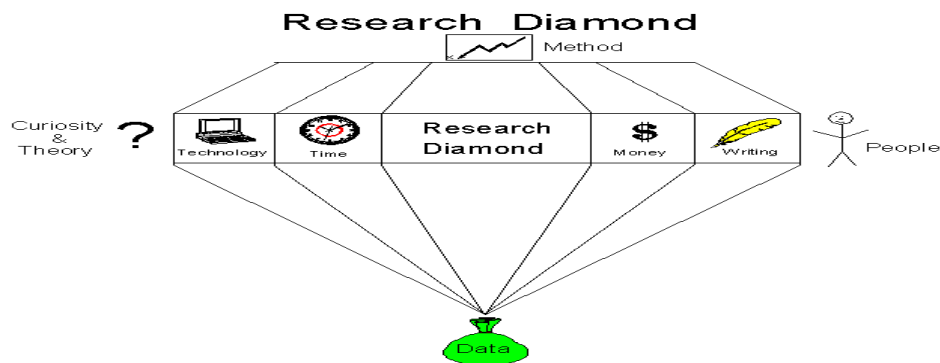 Research Diamond
Method
Curiosity
&
Theory
?
Technology
Time
Research
Diamond
$
Money
Writing
People
Data